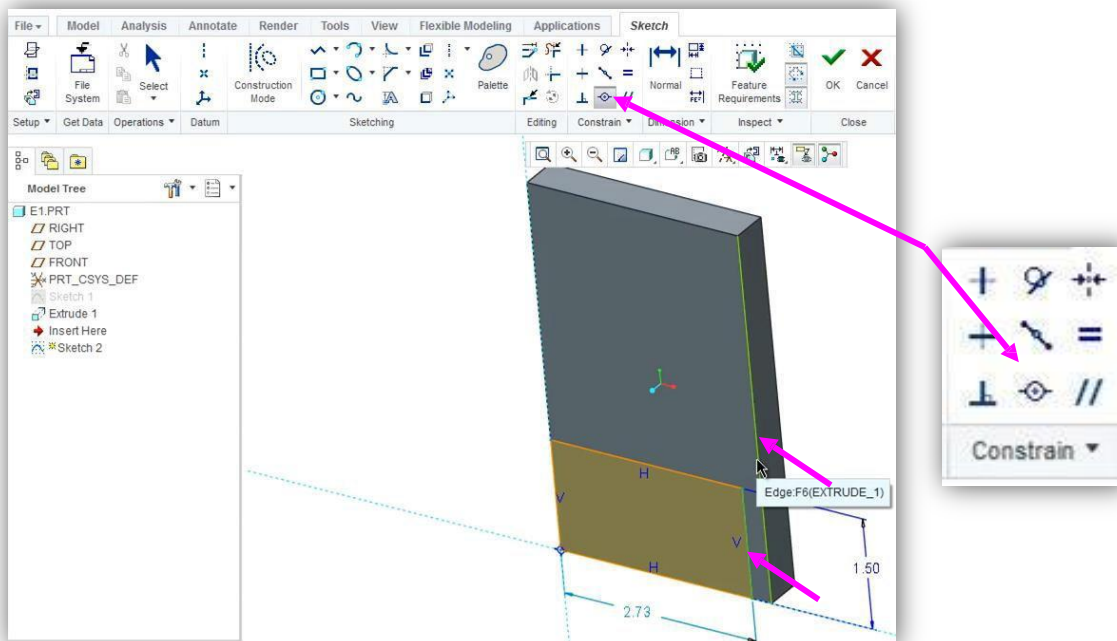 File Model Analysis Annotate Render Tools View Flexible Modeling Applications Sketch
File System
Select
Construction Mode
Palette
Normal
Feature Requirements
OK Cancel
Setup Get Data Operations Datum Sketching Editing Constrain Dimension Inspect Close
Model Tree
E1.PRT
RIGHT
TOP
FRONT
PRT_CSYS_DEF
Sketch 1
Extrude 1
Insert Here
Sketch 2
H
Edge:F6(EXTRUDE_1)
V
V
H
1.50
2.73
Constrain